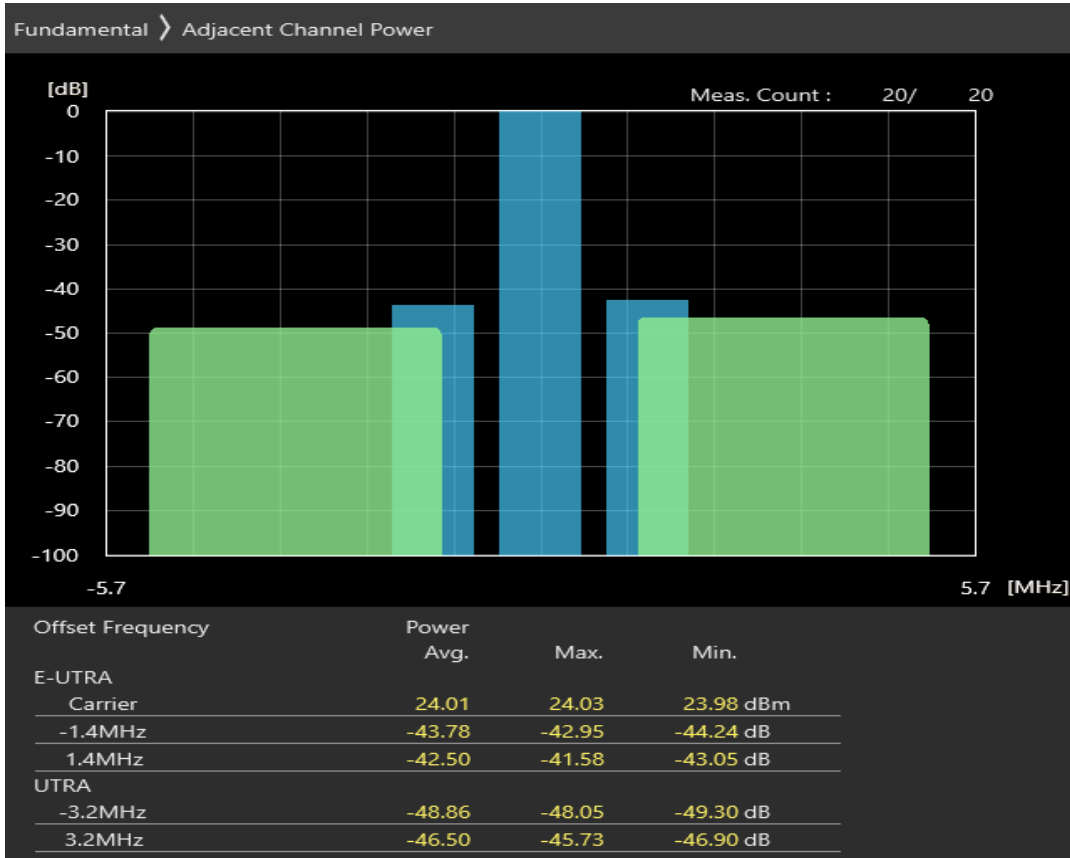 Fundamental 〉 Adjacent Channel Power
[dB]
Meas. Count : 20/ 20
0
-10
-20
-30
-40
-50
-60
-70
-80
-90
-100
-5.7 5.7 [MHz]
Offset Frequency Power
Avg. Max. Min.
E-UTRA
Carrier 24.01 24.03 23.98 dBm
-1.4MHz -43.78 -42.95 -44.24 dB
1.4MHz -42.50 -41.58 -43.05 dB
UTRA
-3.2MHz -48.86 -48.05 -49.30 dB
3.2MHz -46.50 -45.73 -46.90 dB